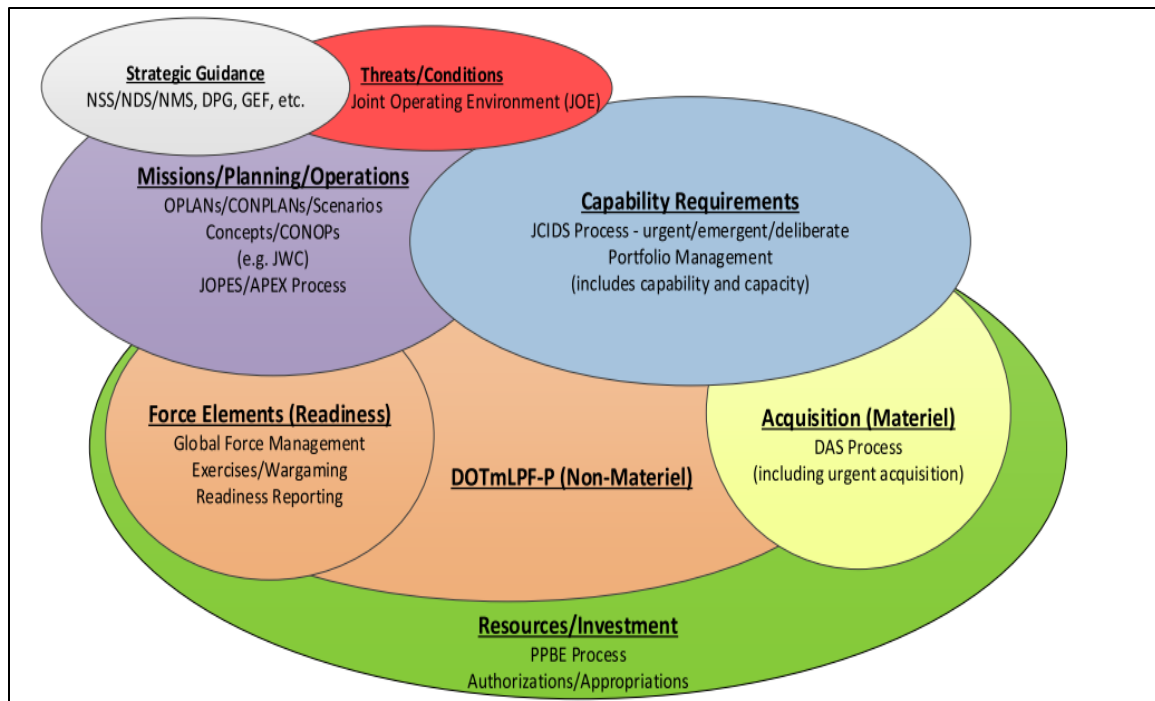 Strategic Guidance
NSS/NDS/NMS, DPG, GEF, etc.
Threats/Conditions
Joint Operating Environment (JOE)
Missions/Planning/Operations
OPLANs/CONPLANs/Scenarios
Concepts/CONOPs
(e.g. JWC)
JOPES/APEX Process
Capability Requirements
JCIDS Process - urgent/emergent/deliberate
Portfolio Management
(includes capability and capacity)
Force Elements (Readiness)
Global Force Management
Exercises/Wargaming
Readiness Reporting
DOTmLPF-P (Non-Materiel)
Acquisition (Materiel)
DAS Process
(including urgent acquisition)
Resources/Investment
PPBE Process
Authorizations/Appropriations